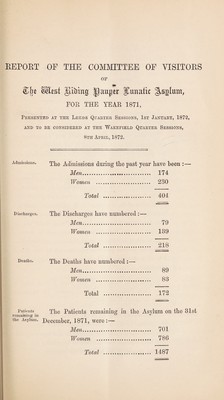 REPORT OF THE COMMITTEE OF VISITORS
OF
The West Riding Pauper Lunatic Asylum,
FOR THE YEAR 1871,
PRESENTED AT THE LEEDS QUARTER SESSIONS, 1ST JANUARY, 1872,
AND TO BE CONSIDERED AT THE WAKEFIELD QUARTER SESSIONS,
8TH APRIL, 1872.
Admissions. The Admissions during the past year have been :—
Men ........................ 174
Women ........................ 230
Total ........................ 404
Discharges. The Discharges have numbered :—
Men ........................ 79
Women ........................ 139
Total ........................ 218
Deaths. The Deaths have numbered :—
Men ........................ 89
Women ........................ 83
Total ........................ 172
Patients remaining in the Asylum. The Patients remaining in the Asylum on the 31st
December, 1871, were :—
Men ........................ 701
Women ........................ 786
Total ........................ 1487